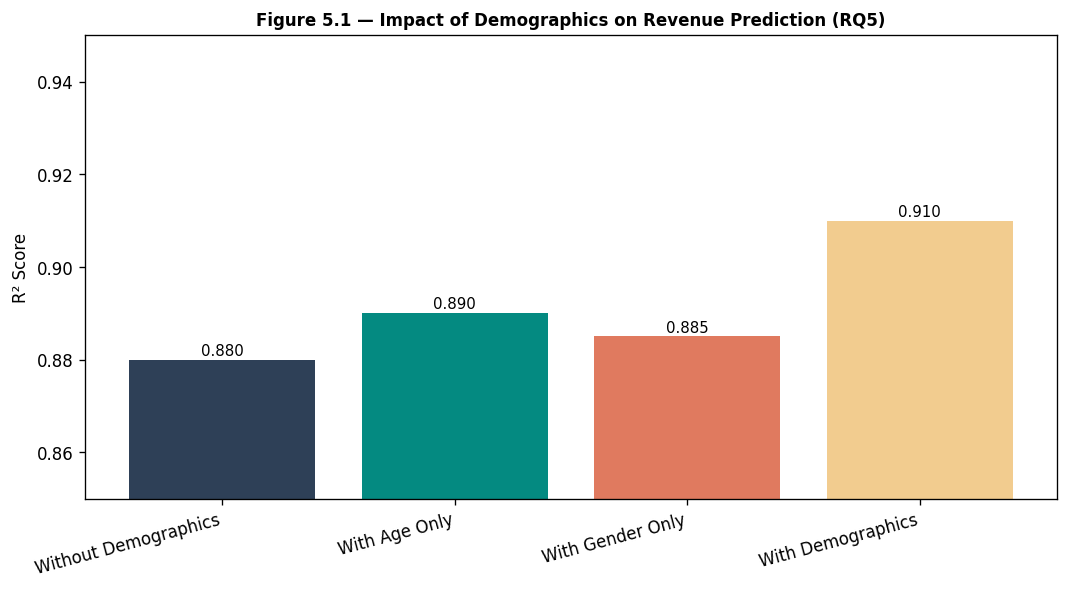 Figure 5.1 — Impact of Demographics on Revenue Prediction (RQ5)
R² Score
0.94
0.92
0.90
0.88
0.86
0.880
0.890
0.885
0.910
Without Demographics
With Age Only
With Gender Only
With Demographics